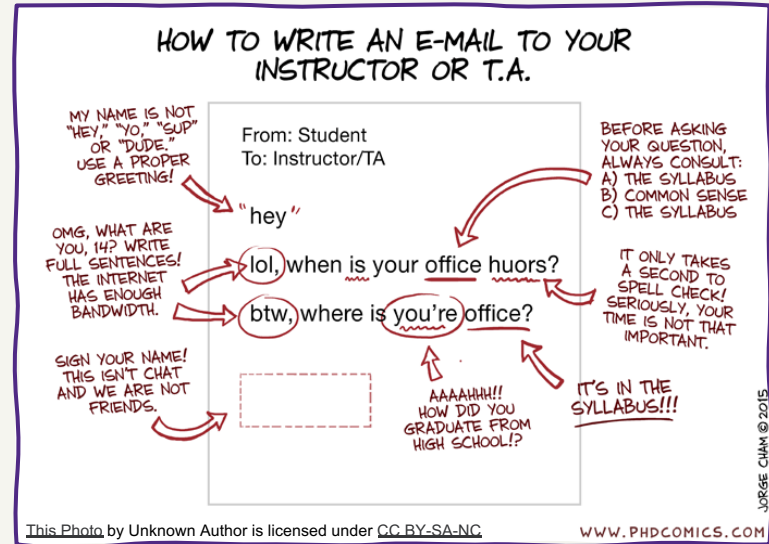 HOW TO WRITE AN E-MAIL TO YOUR
INSTRUCTOR OR T.A.
MY NAME IS NOT
"HEY," "YO," "SUP"
OR "DUDE."
USE A PROPER
GREETING!
From: Student
To: Instructor/TA
BEFORE ASKING
YOUR QUESTION,
ALWAYS CONSULT:
A) THE SYLLABUS
B) COMMON SENSE
C) THE SYLLABUS
"hey"
OMG, WHAT ARE
YOU, 14? WRITE
FULL SENTENCES!
THE INTERNET
HAS ENOUGH
BANDWIDTH.
lol, when is your office huors?
btw, where is you're office?
IT ONLY TAKES
A SECOND TO
SPELL CHECK!
SERIOUSLY, YOUR
TIME IS NOT THAT
IMPORTANT.
SIGN YOUR NAME!
THIS ISN'T CHAT
AND WE ARE NOT
FRIENDS.
AAAAHHH!!
HOW DID YOU
GRADUATE FROM
HIGH SCHOOL!?
IT'S IN THE
SYLLABUS!!!
JORGE CHAM © 2015
This Photo by Unknown Author is licensed under CC BY-SA-NC
WWW.PHDCOMICS.COM